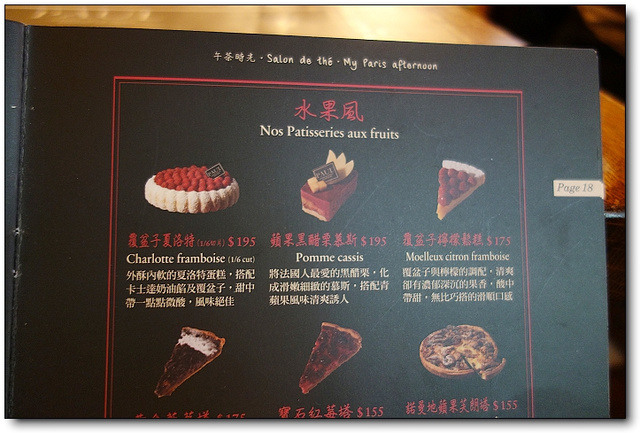 午茶時光·Salon de thé·My Paris afternoon
水果風
Nos Patisseries aux fruits
Page 18
PAUL
覆盆子夏洛特(1/6切片) $195
Charlotte framboise (1/6 cut)
外酥內軟的夏洛特蛋糕,搭配
卡士達奶油餡及覆盆子,甜中
帶一點點微酸,風味絕佳
蘋果黑醋栗慕斯 $195
Pomme cassis
將法國人最愛的黑醋栗,化
成滑嫩細緻的慕斯,搭配青
蘋果風味清爽誘人
覆盆子檸檬鬆糕 $175
Moelleux citron framboise
覆盆子與檸檬的調配,清爽
卻有濃郁深沉的果香,酸中
帶甜,無比巧搭的滑順口感
$175
寶石紅莓塔 $155
諾曼地蘋果芙朗塔 $155